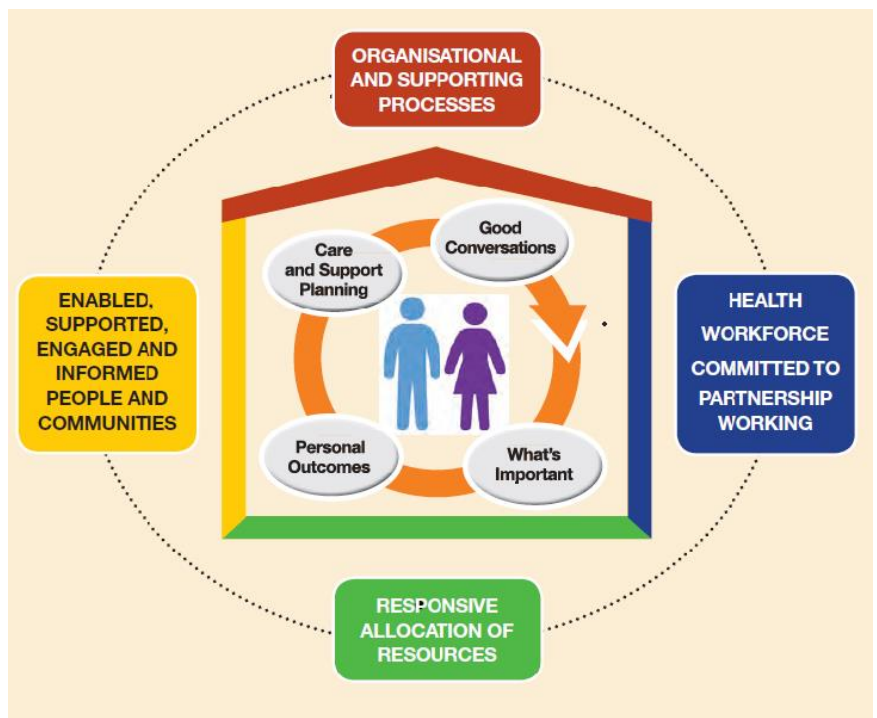 ORGANISATIONAL
AND SUPPORTING
PROCESSES
Good
Conversations
Care
and Support
Planning
ENABLED,
SUPPORTED,
ENGAGED AND
INFORMED
PEOPLE AND
COMMUNITIES
HEALTH
WORKFORCE
COMMITTED TO
PARTNERSHIP
WORKING
Personal
Outcomes
What's
Important
RESPONSIVE
ALLOCATION OF
RESOURCES